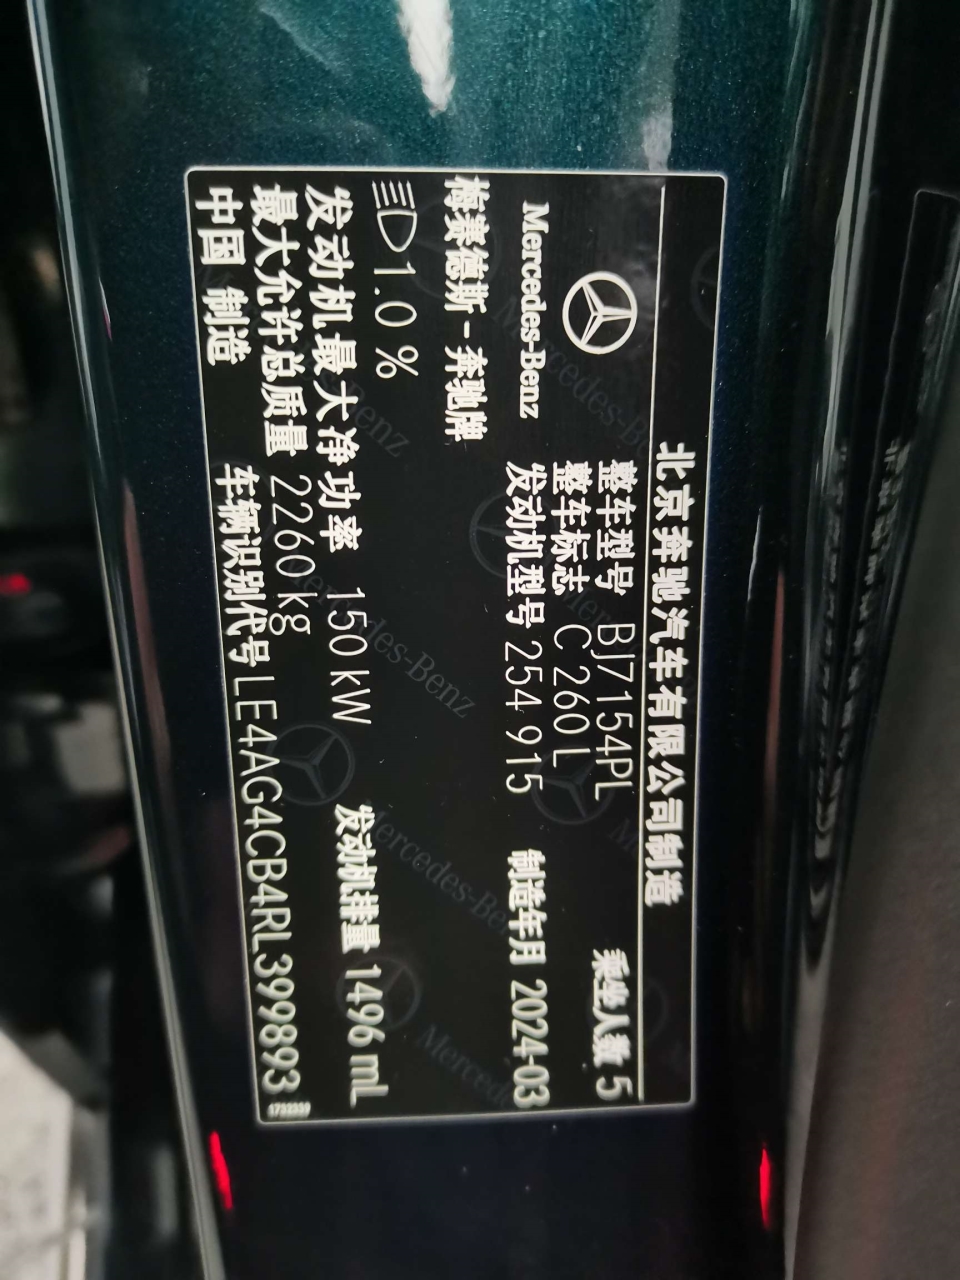 北京奔驰汽车有限公司制造
Mercedes-Benz
整车型号 BJ7154PL
乘坐人数 5
整车标志 C 260 L
发动机型号 254 915
制造年月 2024-03
梅赛德斯-奔驰牌
1.0 %
发动机最大净功率 150 kW
发动机排量 1496 mL
最大允许总质量 2260 kg
中国 制造
车辆识别代号 LE4AG4CB4RL399893